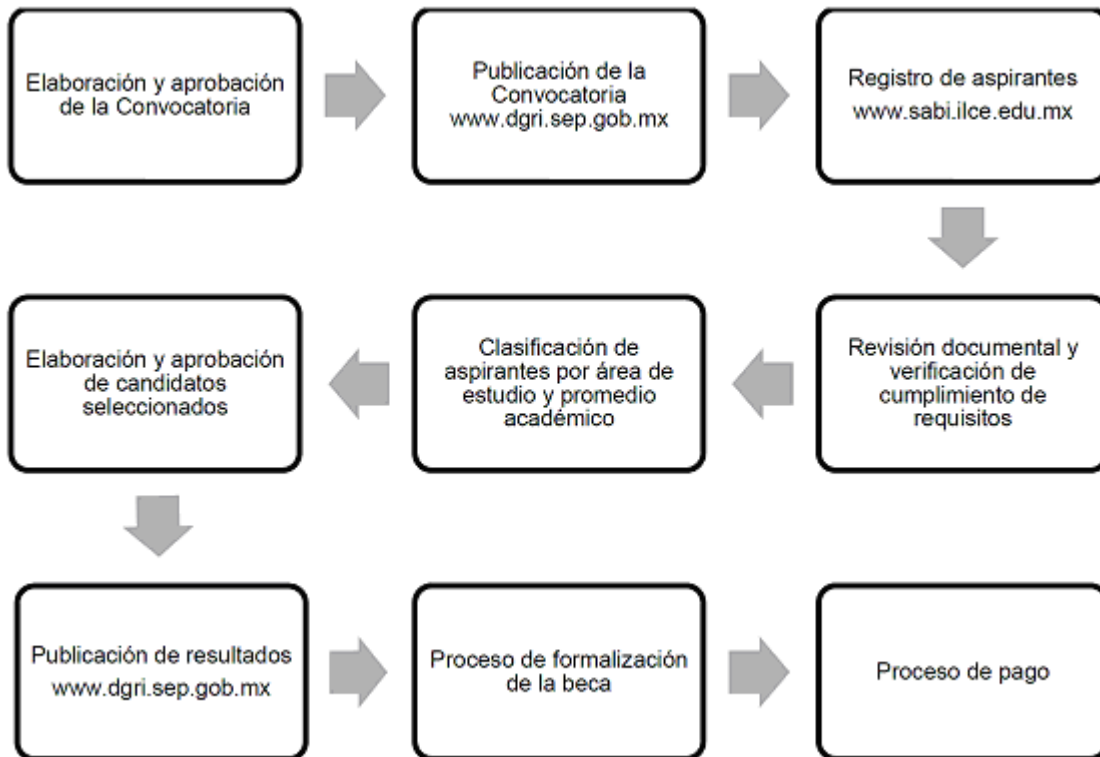 Elaboración y aprobación
de la Convocatoria
Publicación de la
Convocatoria
www.dgri.sep.gob.mx
Registro de aspirantes
www.sabi.ilce.edu.mx
Revisión documental y
verificación de
cumplimiento de
requisitos
Clasificación de
aspirantes por área de
estudio y promedio
académico
Elaboración y aprobación
de candidatos
seleccionados
Publicación de resultados
www.dgri.sep.gob.mx
Proceso de formalización
de la beca
Proceso de pago